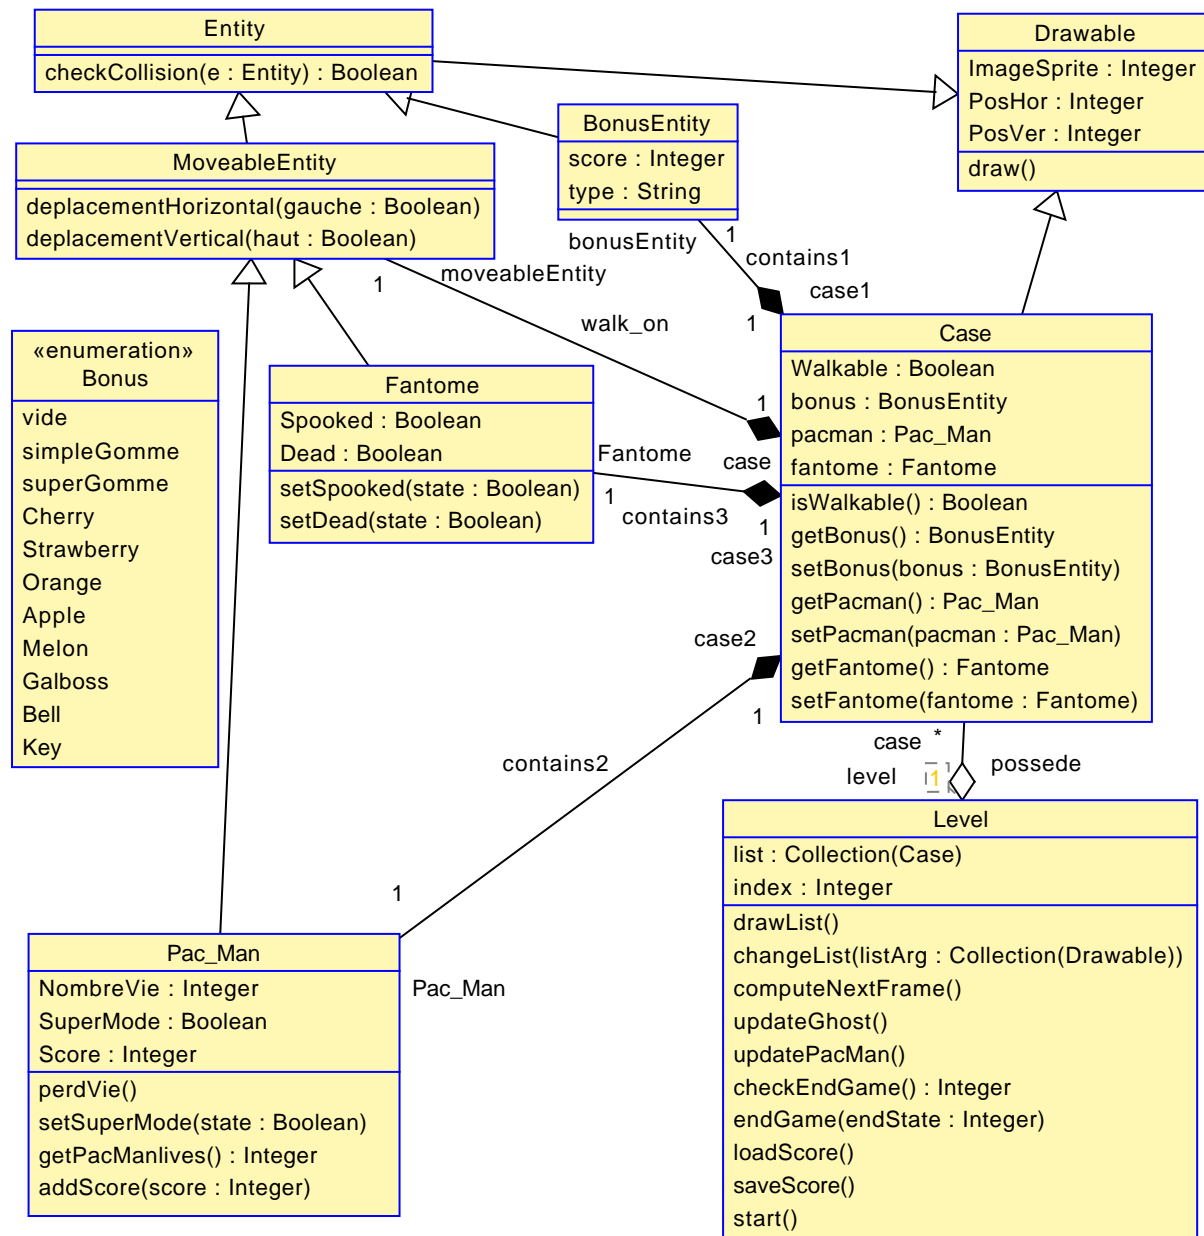 Entity
checkCollision(e : Entity) : Boolean
Drawable
ImageSprite : Integer
PosHor : Integer
PosVer : Integer
draw()
BonusEntity
score : Integer
type : String
MoveableEntity
deplacementHorizontal(gauche : Boolean)
deplacementVertical(haut : Boolean)
bonusEntity
1
contains1
case1
1
1
moveableEntity
walk_on
1
case
«enumeration»
Bonus
vide
simpleGomme
superGomme
Cherry
Strawberry
Orange
Apple
Melon
Galboss
Bell
Key
Fantome
Spooked : Boolean
Dead : Boolean
setSpooked(state : Boolean)
setDead(state : Boolean)
Fantome
1
contains3
1
case3
Case
Walkable : Boolean
bonus : BonusEntity
pacman : Pac_Man
fantome : Fantome
isWalkable() : Boolean
getBonus() : BonusEntity
setBonus(bonus : BonusEntity)
getPacman() : Pac_Man
setPacman(pacman : Pac_Man)
getFantome() : Fantome
setFantome(fantome : Fantome)
case2
1
contains2
1
Pac_Man
case *
level 1 possede
Pac_Man
NombreVie : Integer
SuperMode : Boolean
Score : Integer
perdVie()
setSuperMode(state : Boolean)
getPacManlives() : Integer
addScore(score : Integer)
Level
list : Collection(Case)
index : Integer
drawList()
changeList(listArg : Collection(Drawable))
computeNextFrame()
updateGhost()
updatePacMan()
checkEndGame() : Integer
endGame(endState : Integer)
loadScore()
saveScore()
start()